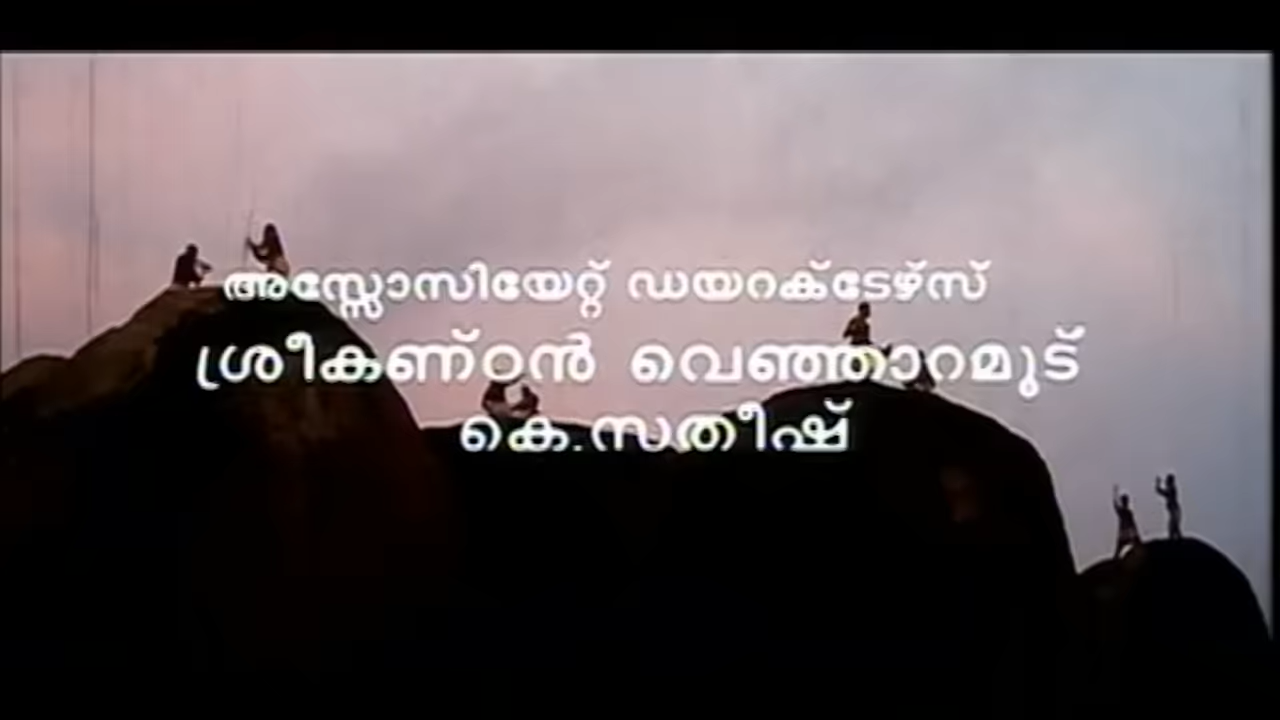 അസ്സോസിയേറ്റ് ഡയറക്ടേഴ്സ്
ശ്രീകണ്ഠൻ വെഞ്ഞാറമുട്
കെ.സതീഷ്